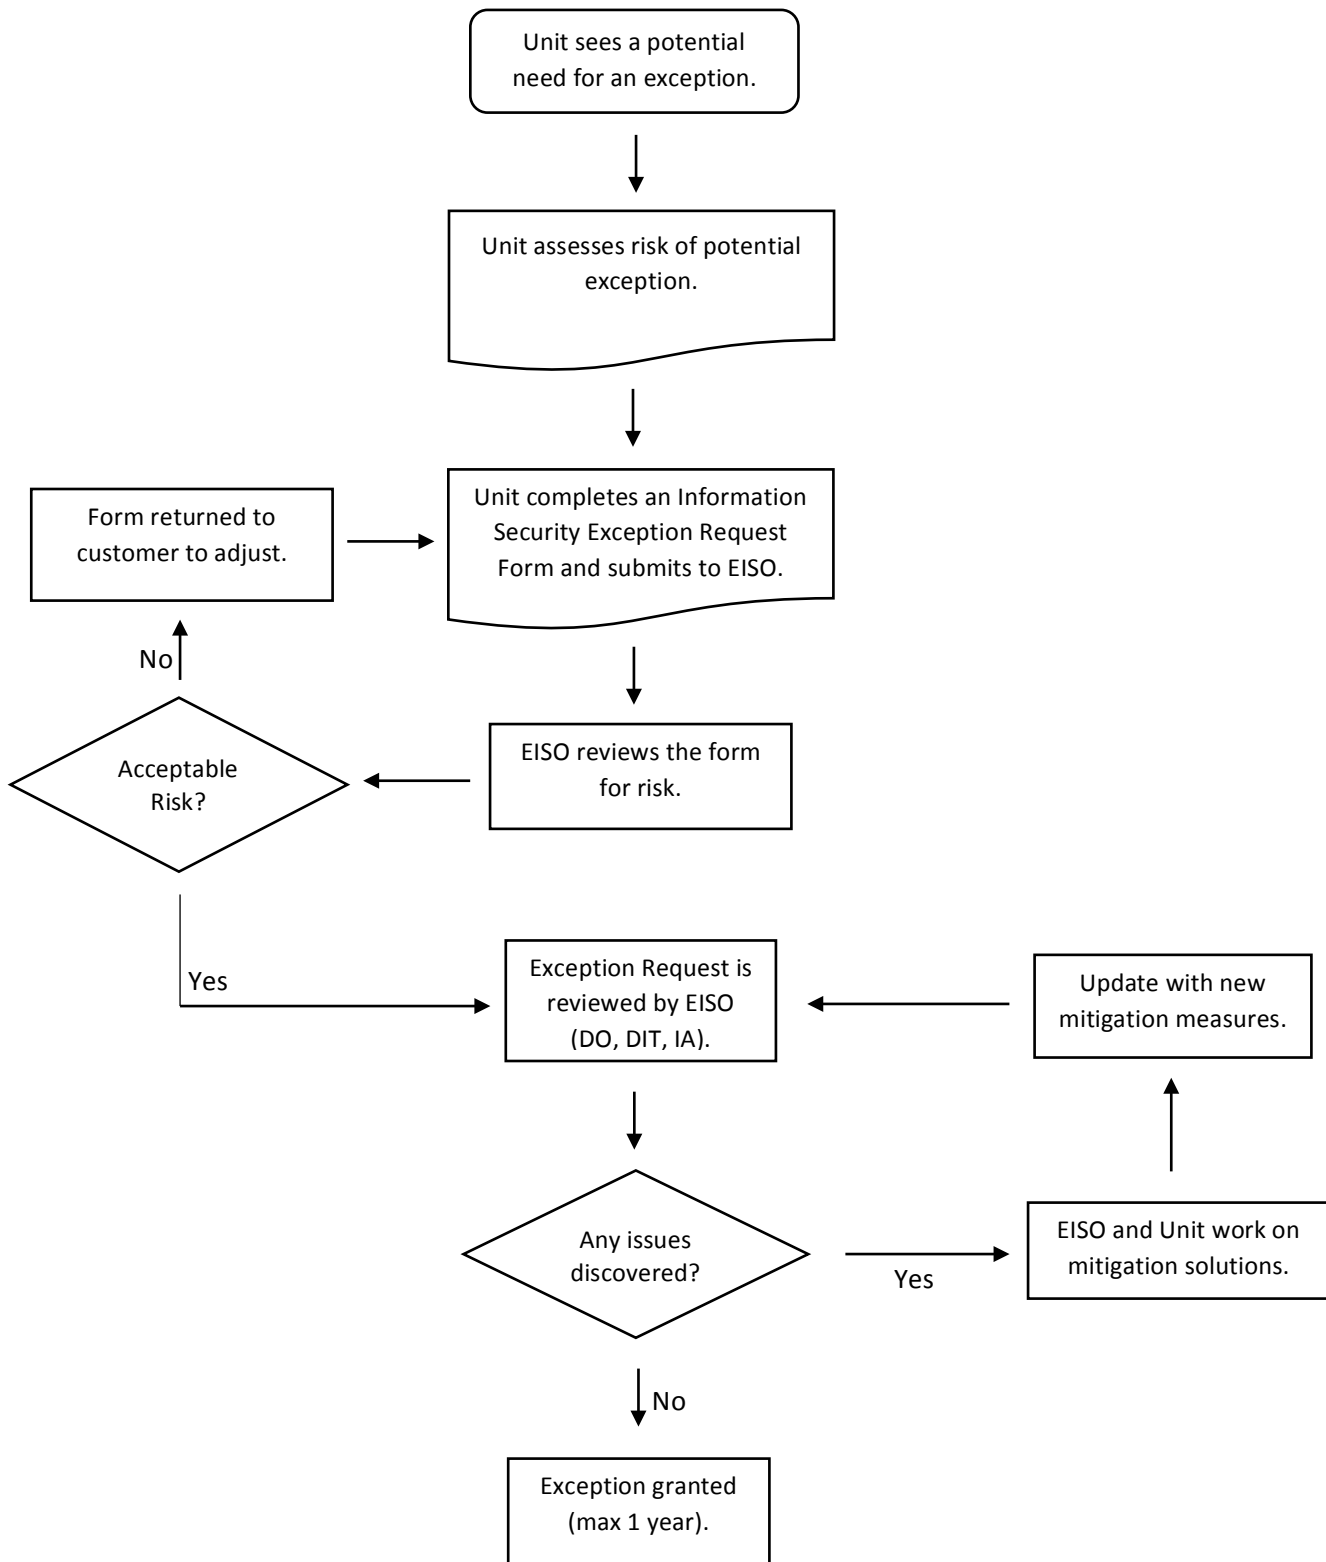 Unit sees a potential
need for an exception.
Unit assesses risk of potential
exception.
Unit completes an Information
Security Exception Request
Form and submits to EISO.
Form returned to
customer to adjust.
No
EISO reviews the form
for risk.
Acceptable
Risk?
Yes
Exception Request is
reviewed by EISO
(DO, DIT, IA).
Update with new
mitigation measures.
Any issues
discovered?
Yes
EISO and Unit work on
mitigation solutions.
No
Exception granted
(max 1 year).